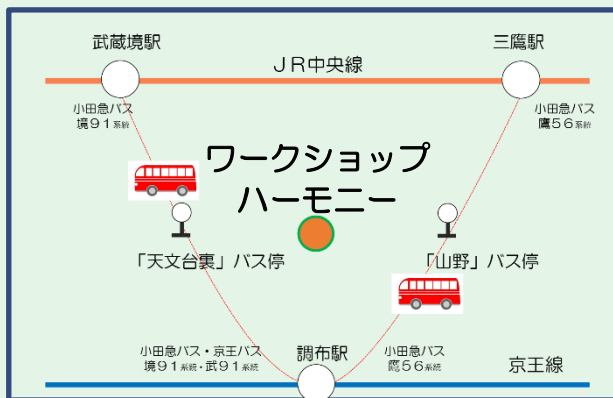 武蔵境駅
三鷹駅
JR中央線
小田急バス
境91系統
小田急バス
鷹56系統
ワークショップ
ハーモニー
「天文台裏」バス停
「山野」バス停
小田急バス・京王バス
境91系統・武91系統
調布駅
小田急バス
鷹56系統
京王線